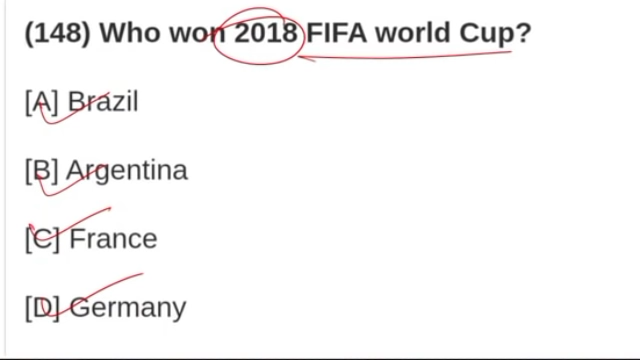 (148) Who won 2018 FIFA world Cup?
[A] Brazil
[B] Argentina
[C] France
[D] Germany